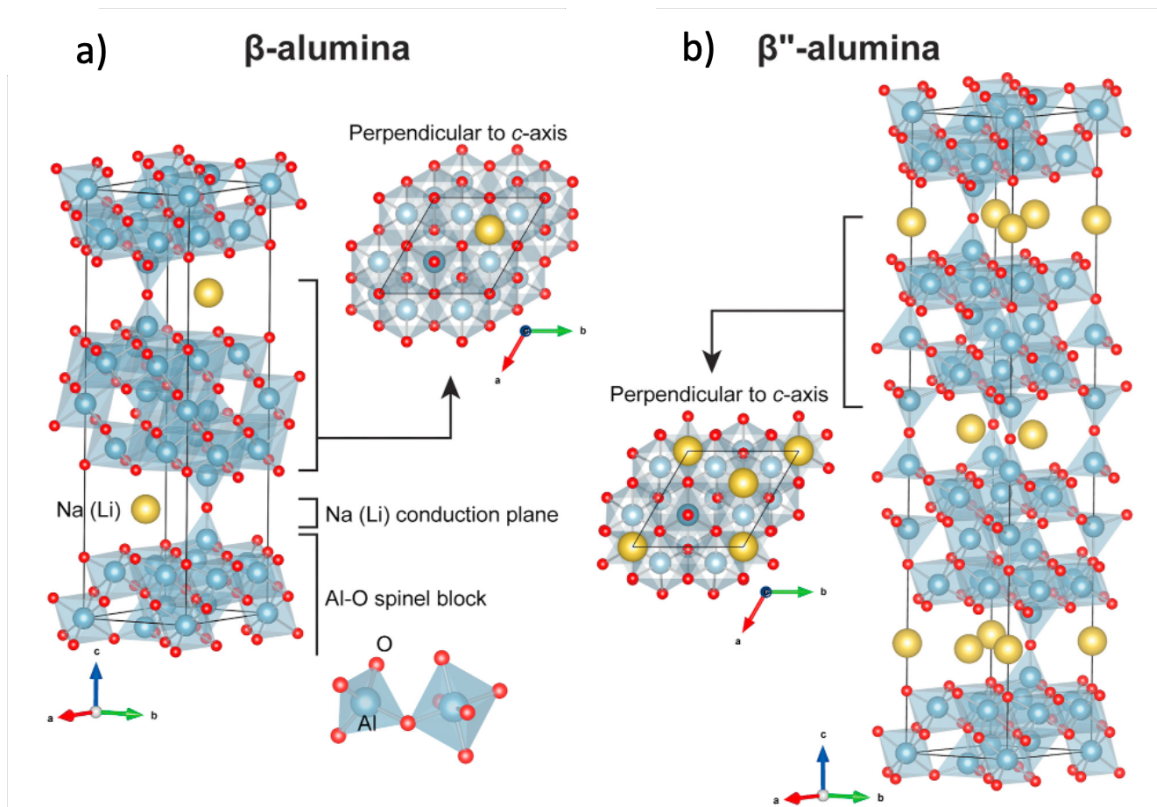 a)
β-alumina
Perpendicular to c-axis
b
a
Na (Li)
Na (Li) conduction plane
Al-O spinel block
O
Al
c
a
b
b)
β"-alumina
Perpendicular to c-axis
b
a
c
a
b